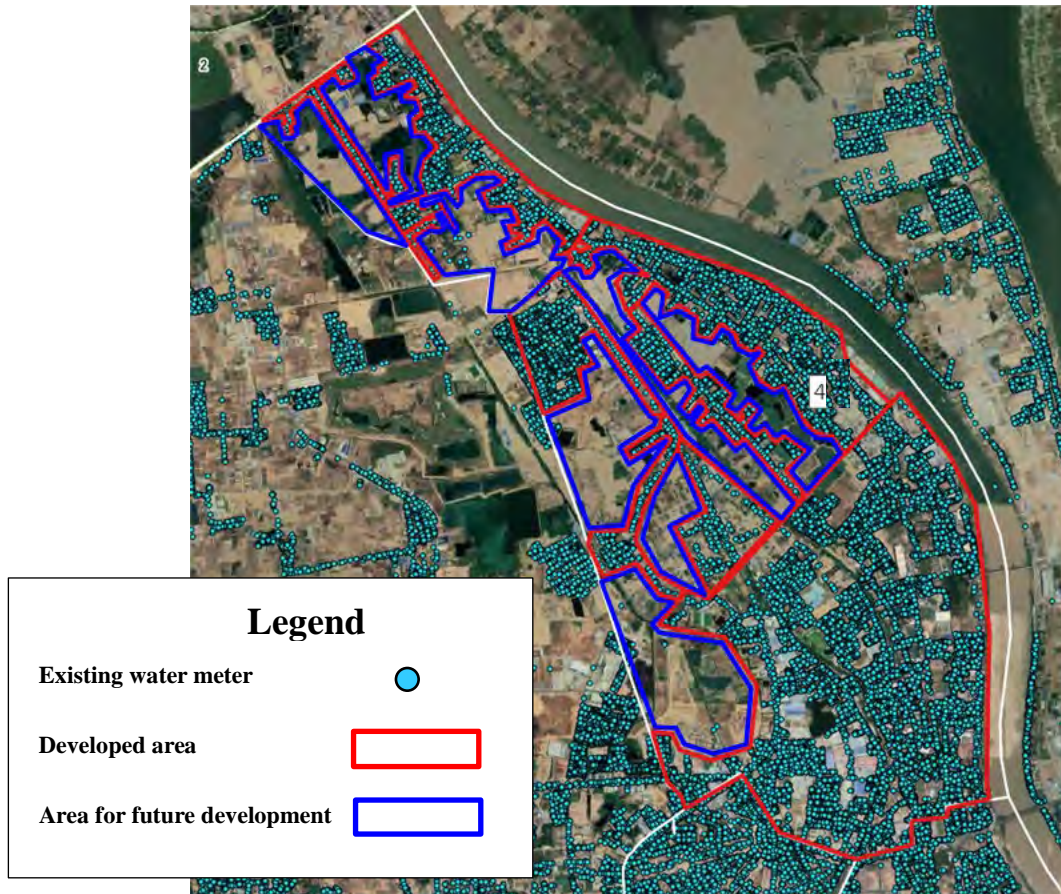 2
4
Legend
Existing water meter
Developed area
Area for future development